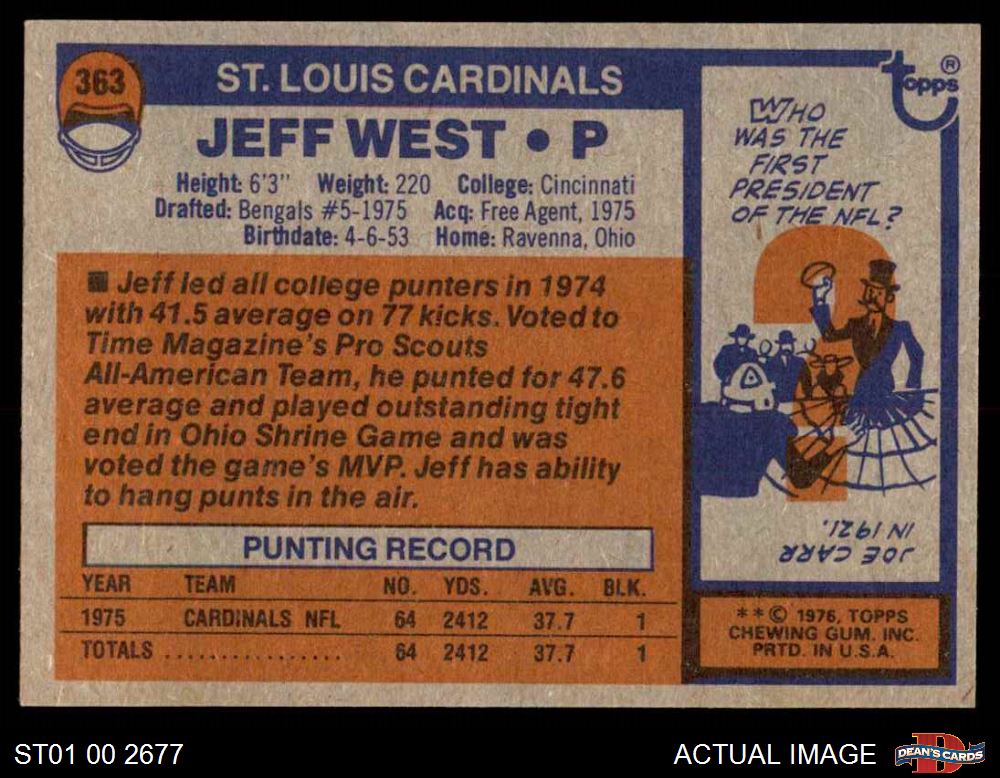 363
ST. LOUIS CARDINALS
JEFF WEST • P
Height: 6'3" Weight: 220 College: Cincinnati
Drafted: Bengals #5-1975 Acq: Free Agent, 1975
Birthdate: 4-6-53 Home: Ravenna, Ohio
■ Jeff led all college punters in 1974
with 41.5 average on 77 kicks. Voted to
Time Magazine's Pro Scouts
All-American Team, he punted for 47.6
average and played outstanding tight
end in Ohio Shrine Game and was
voted the game's MVP. Jeff has ability
to hang punts in the air.
PUNTING RECORD
YEAR TEAM NO. YDS. AVG. BLK.
1975 CARDINALS NFL 64 2412 37.7 1
TOTALS ................ 64 2412 37.7 1
topps ®
WHO
WAS THE
FIRST
PRESIDENT
OF THE NFL?
JOE CARR
IN 1921.
* * © 1976, TOPPS
CHEWING GUM. INC.
PRTD. IN U.S.A.
ST01 00 2677
ACTUAL IMAGE
D
DEAN'S CARDS